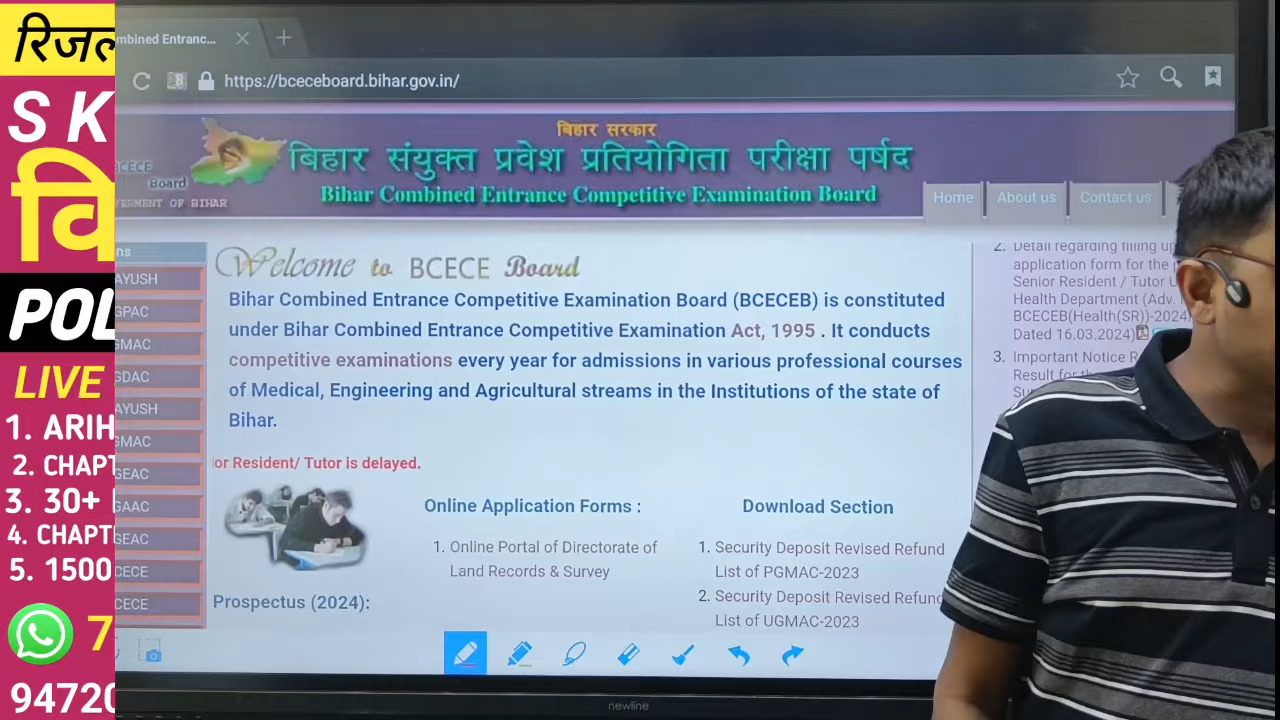 S K
LIVE
1. ARIH
2. CHAPT
3. 30+
4. CHAPT
5. 1500
7
94720
mbined Entranc...
https://bceceboard.bihar.gov.in/
बिहार सरकार
बिहार संयुक्त प्रवेश प्रतियोगिता परीक्षा पर्षद
Bihar Combined Entrance Competitive Examination Board
Board
Home
About us
Contact us
AYUSH
GPAC
GMAC
GDAC
AYUSH
GMAC
GEAC
GAAC
GEAC
CECE
CECE
Welcome to BCECE Board
Bihar Combined Entrance Competitive Examination Board (BCECEB) is constituted
under Bihar Combined Entrance Competitive Examination Act, 1995 . It conducts
competitive examinations every year for admissions in various professional courses
of Medical, Engineering and Agricultural streams in the Institutions of the state of
Bihar.
or Resident/ Tutor is delayed.
Online Application Forms :
1. Online Portal of Directorate of
Land Records & Survey
Prospectus (2024):
Download Section
1. Security Deposit Revised Refund
List of PGMAC-2023
2. Security Deposit Revised Refund
List of UGMAC-2023
2. Detail regarding filling up
application form for the
Senior Resident / Tutor
Health Department (Adv.
BCECEB(Health(SR))-2024)
Dated 16.03.2024)
3. Important Notice
Result for
newline